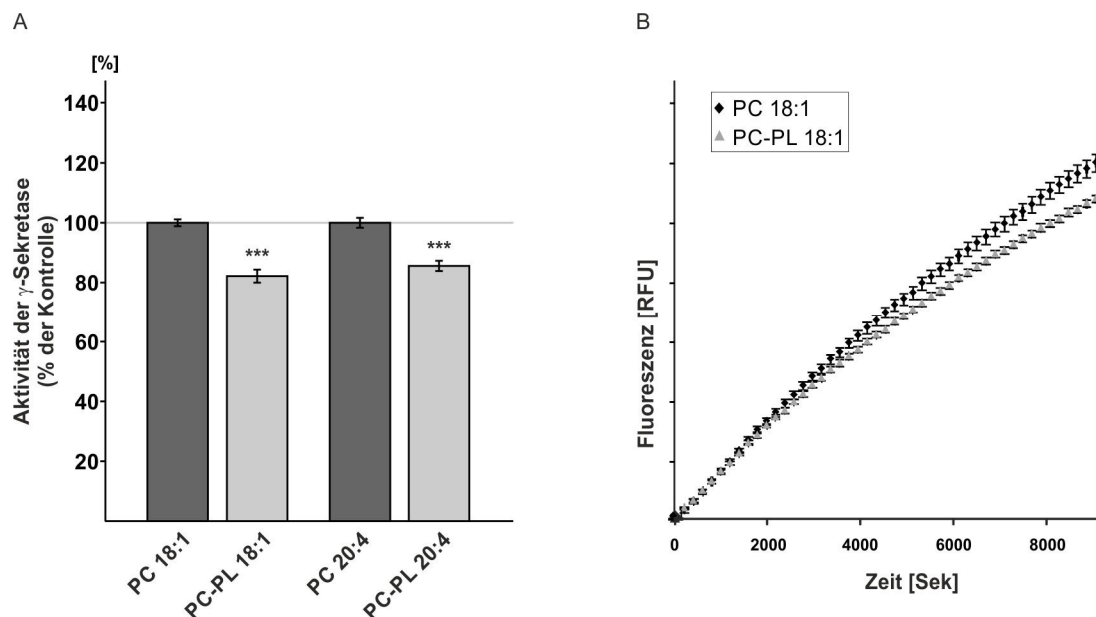 A
[%]
140
120
100
80
60
40
20
Aktivität der γ-Sekretase
(% der Kontrolle)
***
***
PC 18:1
PC-PL 18:1
PC 20:4
PC-PL 20:4
B
PC 18:1
PC-PL 18:1
Fluoreszenz [RFU]
0
2000
4000
6000
8000
Zeit [Sek]